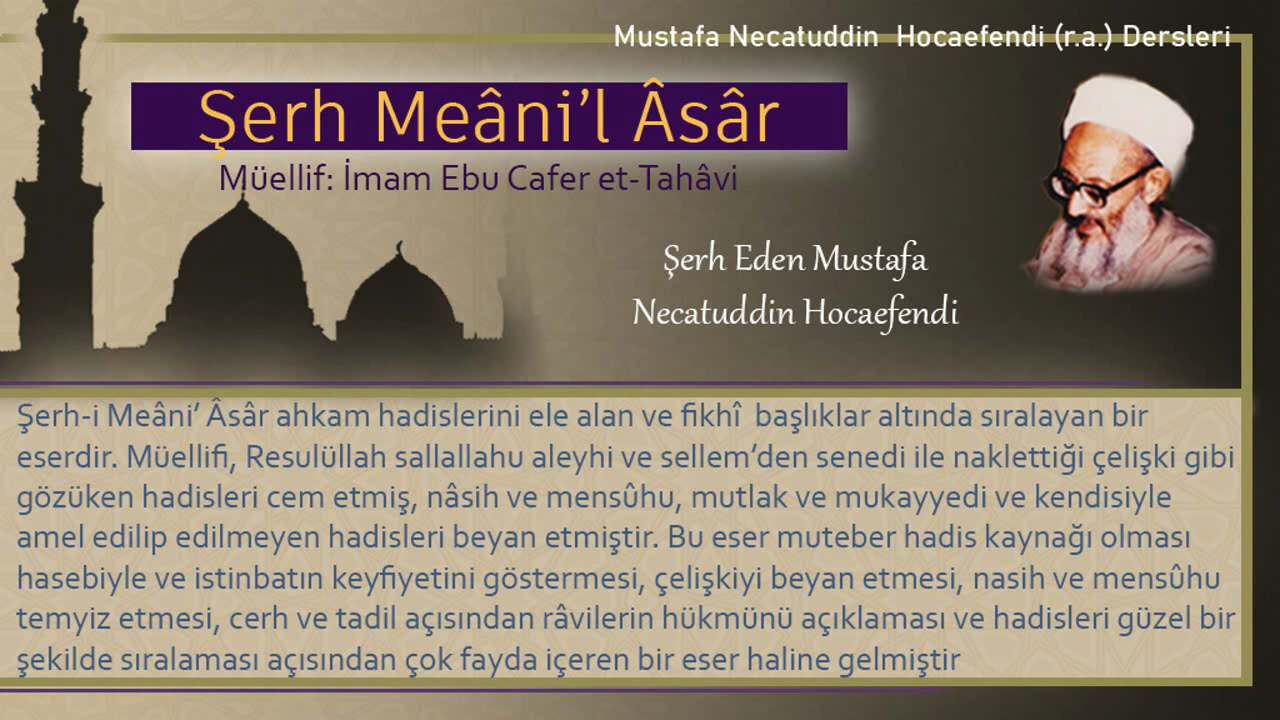 Mustafa Necatuddin Hocaefendi (r.a.) Dersleri
Şerh Meâni’l Âsâr
Müellif: İmam Ebu Cafer et-Tahâvi
Şerh Eden Mustafa
Necatuddin Hocaefendi
Şerh-i Meâni’ Âsâr ahkam hadislerini ele alan ve fikhî başlıklar altında sıralayan bir
eserdir. Müellifi, Resulüllah sallallahu aleyhi ve sellem’den senedi ile naklettiği çelişki gibi
gözüken hadisleri cem etmiş, nâsih ve mensûhu, mutlak ve mukayyedi ve kendisiyle
amel edilip edilmeyen hadisleri beyan etmiştir. Bu eser muteber hadis kaynağı olması
hasebiyle ve istinbatın keyfiyetini göstermesi, çelişkiyi beyan etmesi, nasih ve mensûhu
temyiz etmesi, cerh ve tadil açısından râvilerin hükmünü açıklaması ve hadisleri güzel bir
şekilde sıralaması açısından çok fayda içeren bir eser haline gelmiştir